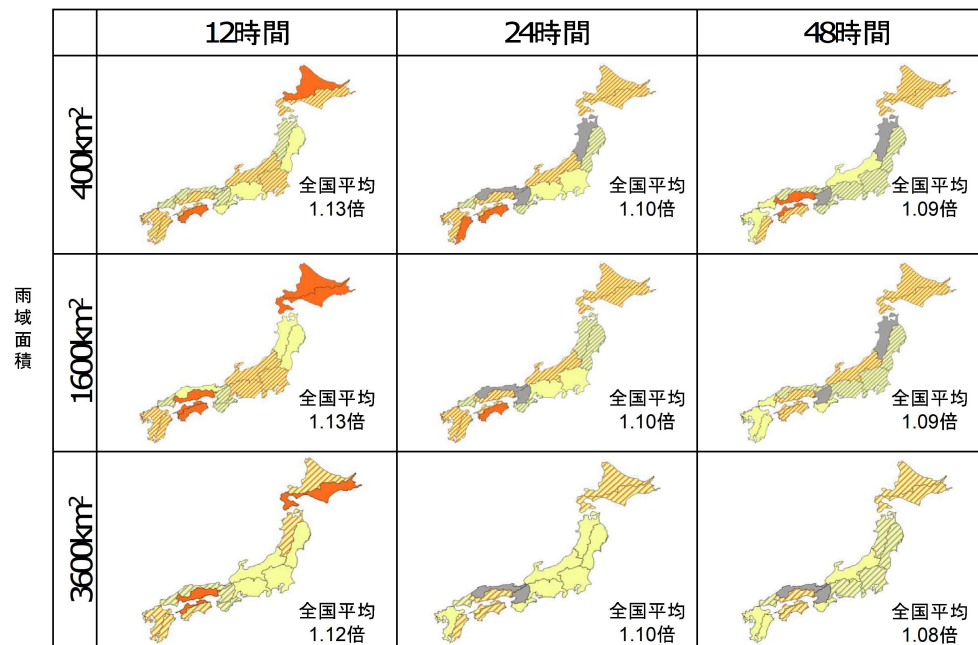 12時間
24時間
48時間
400km²
全国平均
1.13倍
全国平均
1.10倍
全国平均
1.09倍
雨域面積
1600km²
全国平均
1.13倍
全国平均
1.10倍
全国平均
1.09倍
3600km²
全国平均
1.12倍
全国平均
1.10倍
全国平均
1.08倍